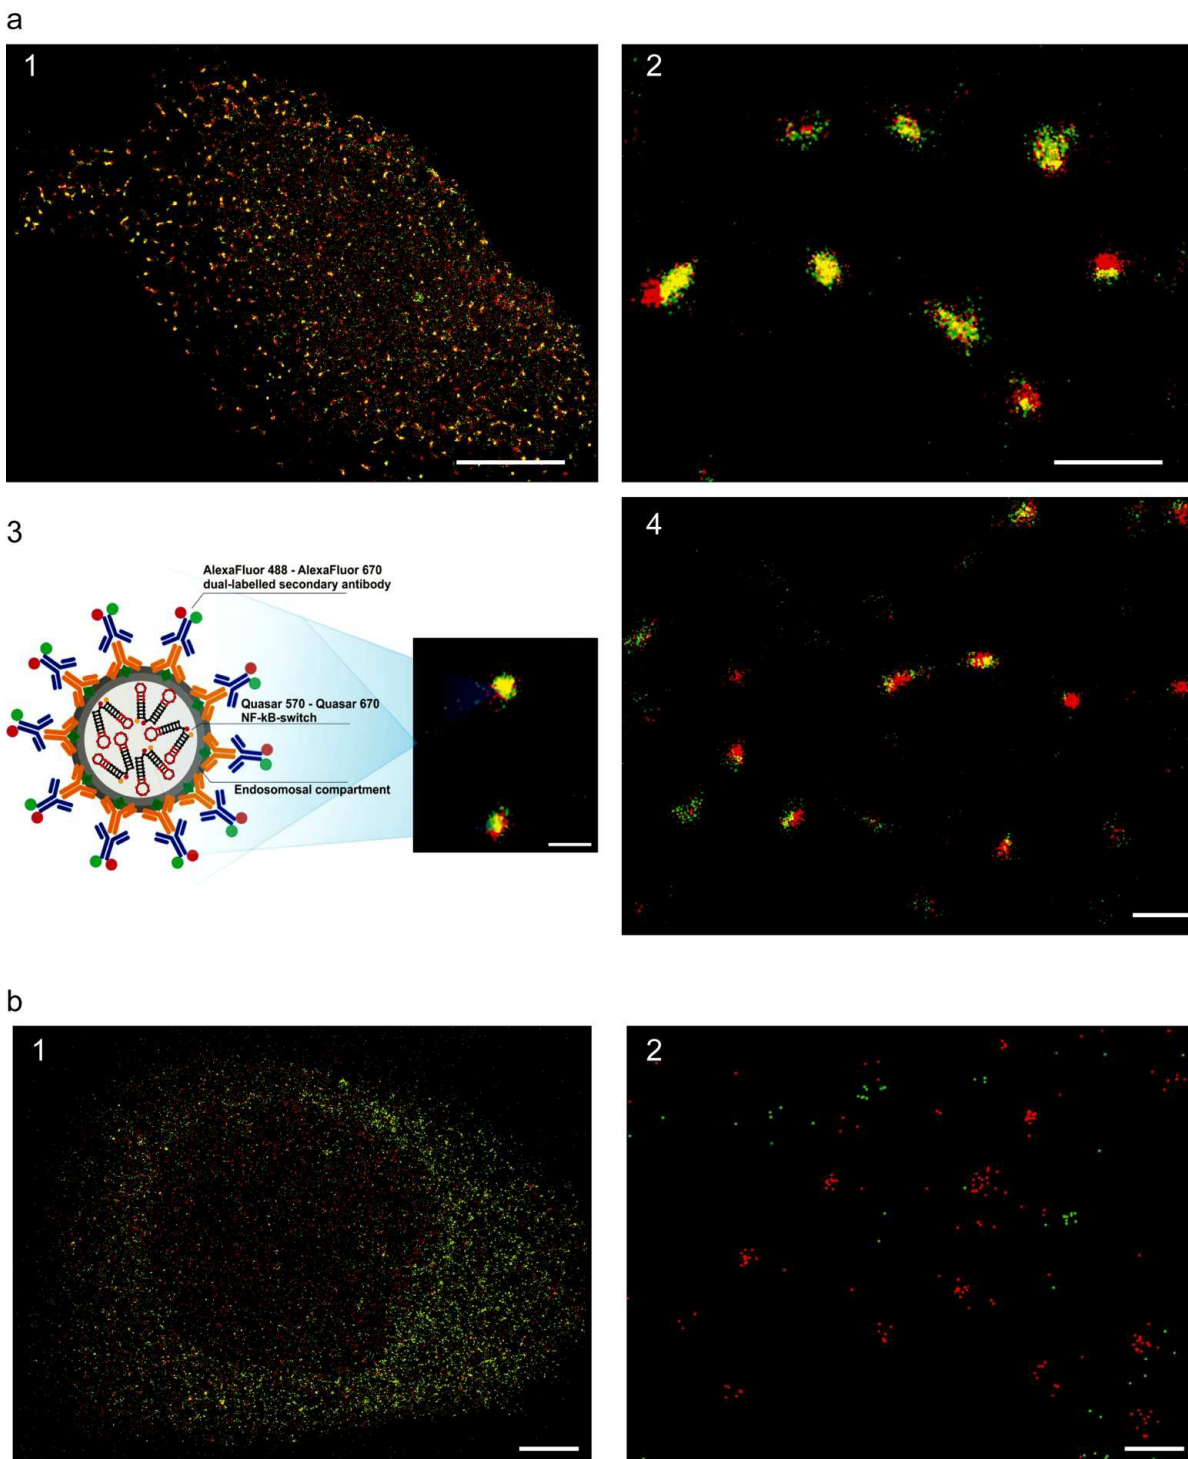 a
1
2
3
AlexaFluor 488 - AlexaFluor 670
dual-labelled secondary antibody
Quasar 570 - Quasar 670
NF-kB-switch
Endosomosal compartment
4
b
1
2